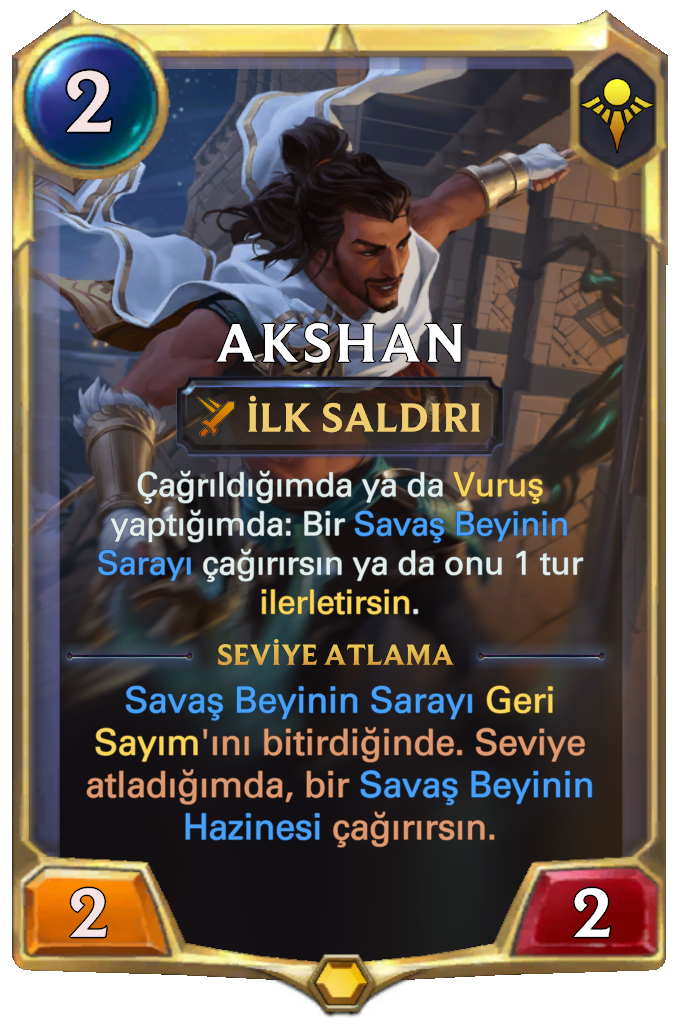 2
AKSHAN
İLK SALDIRI
Çağrıldığımda ya da Vuruş
yaptığımda: Bir Savaş Beyinin
Sarayı çağırırsın ya da onu 1 tur
ilerletirsin.
SEVİYE ATLAMA
Savaş Beyinin Sarayı Geri
Sayım'ını bitirdiğinde. Seviye
atladığımda, bir Savaş Beyinin
Hazinesi çağırırsın.
2
2